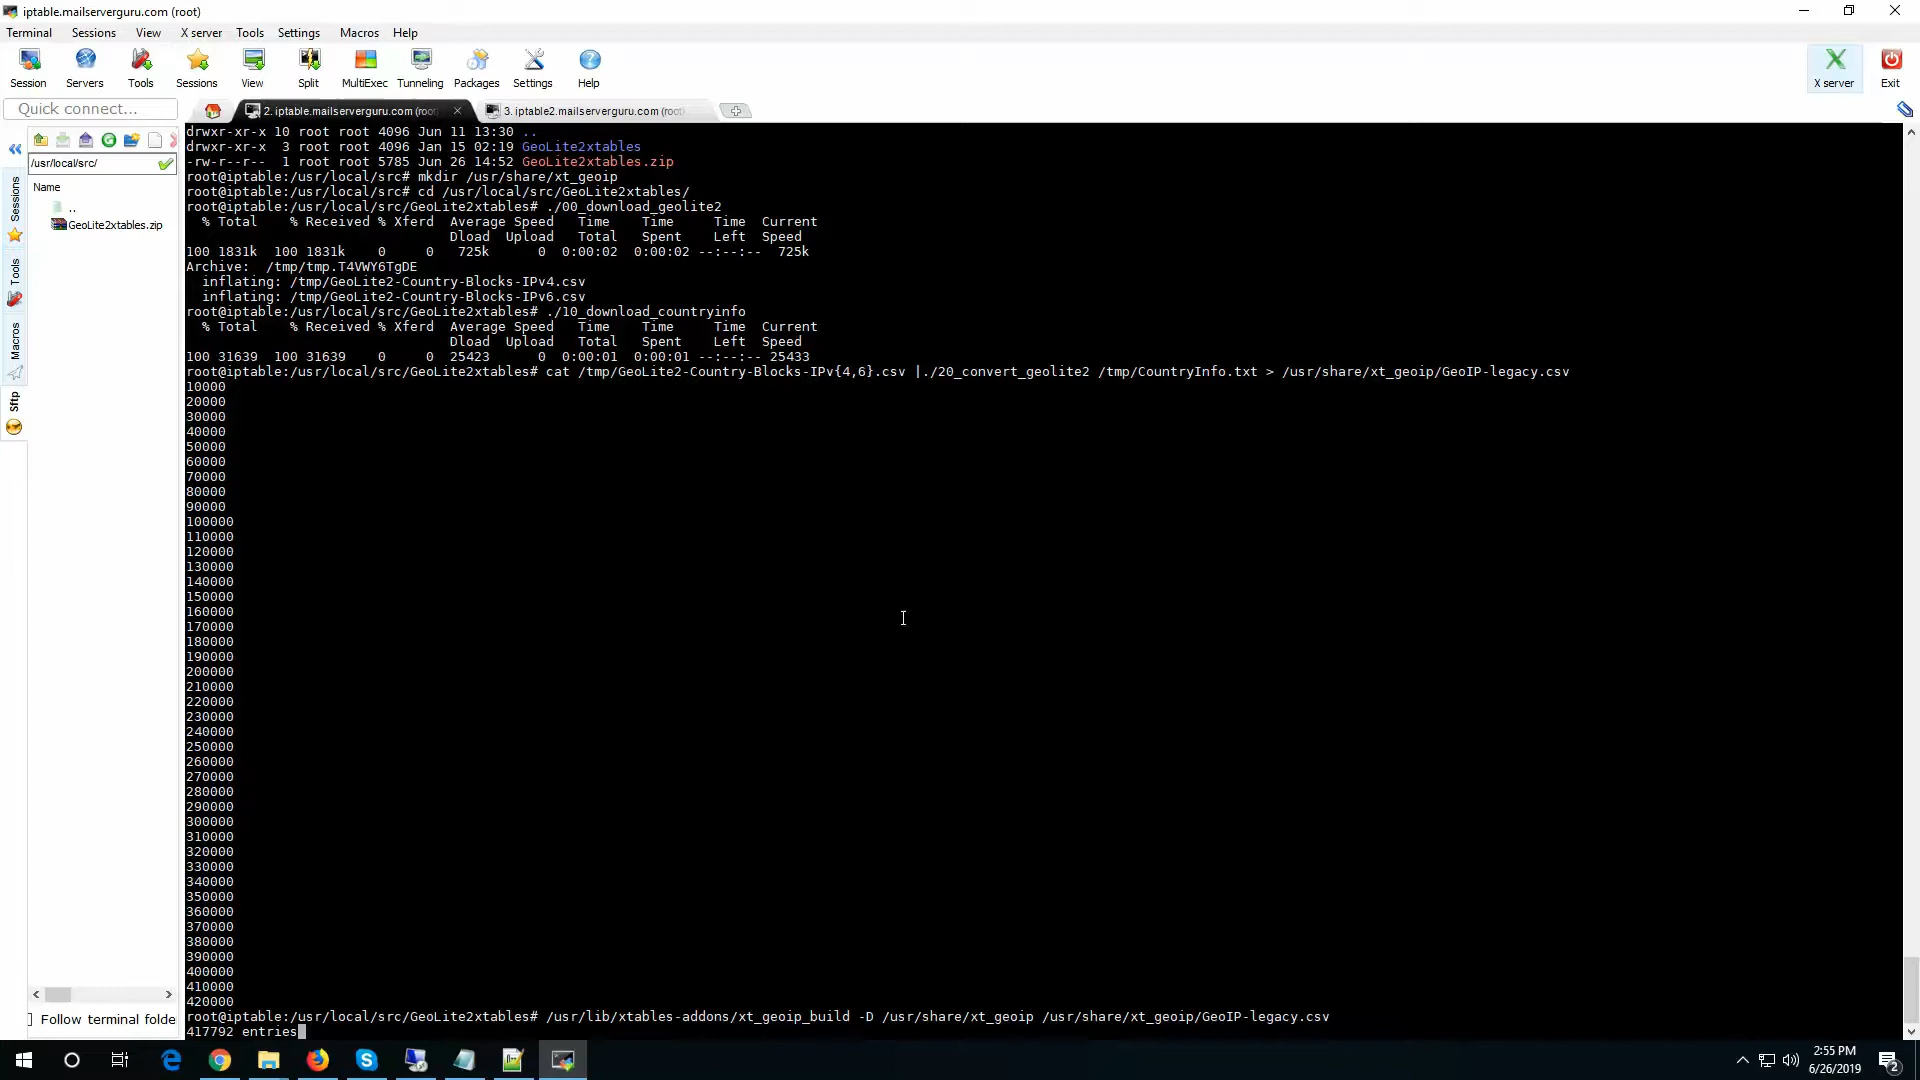 iptable.mailserverguru.com (root)
Terminal Sessions View X server Tools Settings Macros Help
Session Servers Tools Sessions View Split MultiExec Tunneling Packages Settings Help X server Exit
Quick connect...
2. iptable.mailserverguru.com (root
3. iptable2.mailserverguru.com (root
/usr/local/src/
Name
..
GeoLite2xtables.zip
Sessions
Tools
Macros
Sftp
Follow terminal folde
drwxr-xr-x 10 root root 4096 Jun 11 13:30 ..
drwxr-xr-x  3 root root 4096 Jan 15 02:19 GeoLite2xtables
-rw-r--r--  1 root root 5785 Jun 26 14:52 GeoLite2xtables.zip
root@iptable:/usr/local/src# mkdir /usr/share/xt_geoip
root@iptable:/usr/local/src# cd /usr/local/src/GeoLite2xtables/
root@iptable:/usr/local/src/GeoLite2xtables# ./00_download_geolite2
% Total    % Received % Xferd  Average Speed   Time    Time     Time  Current
Dload  Upload   Total   Spent    Left  Speed
100 1831k  100 1831k    0     0   725k      0  0:00:02  0:00:02 --:--:--  725k
Archive:  /tmp/tmp.T4VWY6TgDE
inflating: /tmp/GeoLite2-Country-Blocks-IPv4.csv
inflating: /tmp/GeoLite2-Country-Blocks-IPv6.csv
root@iptable:/usr/local/src/GeoLite2xtables# ./10_download_countryinfo
% Total    % Received % Xferd  Average Speed   Time    Time     Time  Current
Dload  Upload   Total   Spent    Left  Speed
100 31639  100 31639    0     0  25423      0  0:00:01  0:00:01 --:--:-- 25433
root@iptable:/usr/local/src/GeoLite2xtables# cat /tmp/GeoLite2-Country-Blocks-IPv{4,6}.csv |./20_convert_geolite2 /tmp/CountryInfo.txt > /usr/share/xt_geoip/GeoIP-legacy.csv
10000
20000
30000
40000
50000
60000
70000
80000
90000
100000
110000
120000
130000
140000
150000
160000
170000
180000
190000
200000
210000
220000
230000
240000
250000
260000
270000
280000
290000
300000
310000
320000
330000
340000
350000
360000
370000
380000
390000
400000
410000
420000
root@iptable:/usr/local/src/GeoLite2xtables# /usr/lib/xtables-addons/xt_geoip_build -D /usr/share/xt_geoip /usr/share/xt_geoip/GeoIP-legacy.csv
417792 entries
2:55 PM
6/26/2019
2